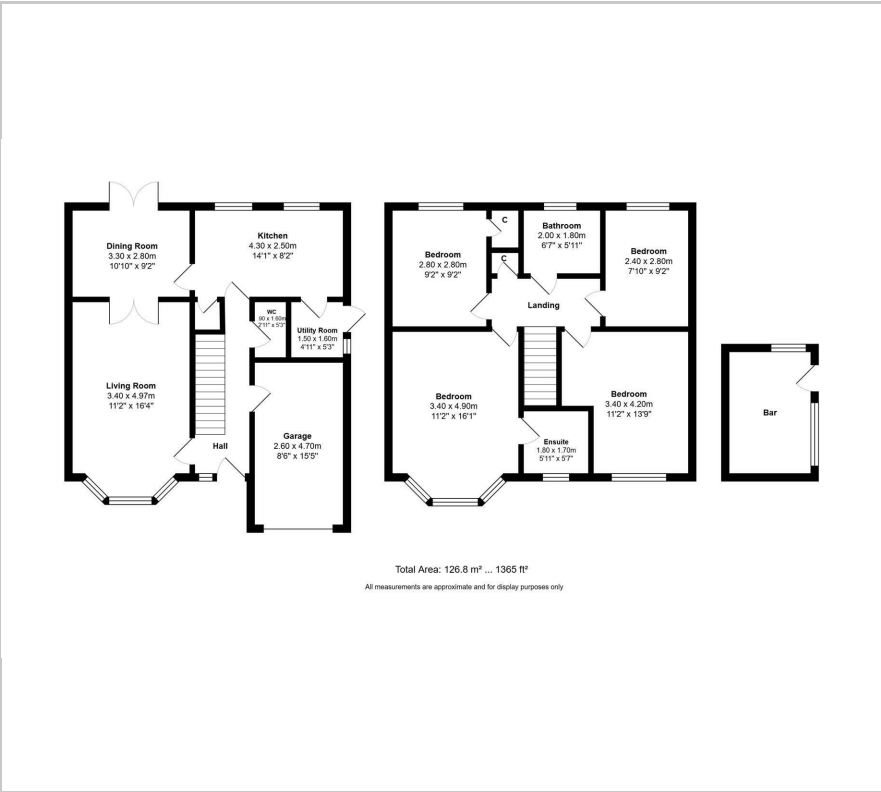 Dining Room
3.30 x 2.80m
10'10" x 9'2"
Kitchen
4.30 x 2.50m
14'1" x 8'2"
WC
.90 x 1.60m
2'11" x 5'3"
Utility Room
1.50 x 1.60m
4'11" x 5'3"
Living Room
3.40 x 4.97m
11'2" x 16'4"
Hall
Garage
2.60 x 4.70m
8'6" x 15'5"
Bedroom
2.80 x 2.80m
9'2" x 9'2"
C
C
Bathroom
2.00 x 1.80m
6'7" x 5'11"
Bedroom
2.40 x 2.80m
7'10" x 9'2"
Landing
Bedroom
3.40 x 4.90m
11'2" x 16'1"
Ensuite
1.80 x 1.70m
5'11" x 5'7"
Bedroom
3.40 x 4.20m
11'2" x 13'9"
Bar
Total Area: 126.8 m² ... 1365 ft²
All measurements are approximate and for display purposes only